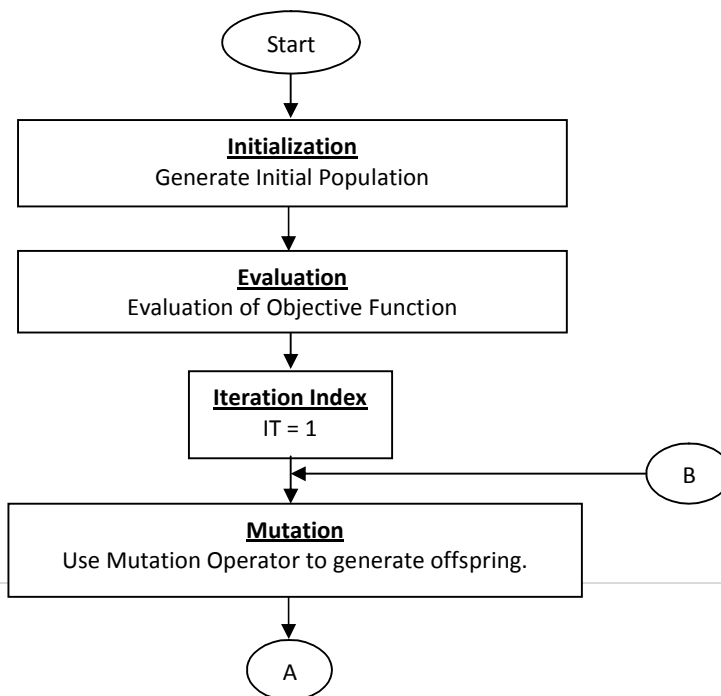 Start
Initialization
Generate Initial Population
Evaluation
Evaluation of Objective Function
Iteration Index
IT = 1
B
Mutation
Use Mutation Operator to generate offspring.
A